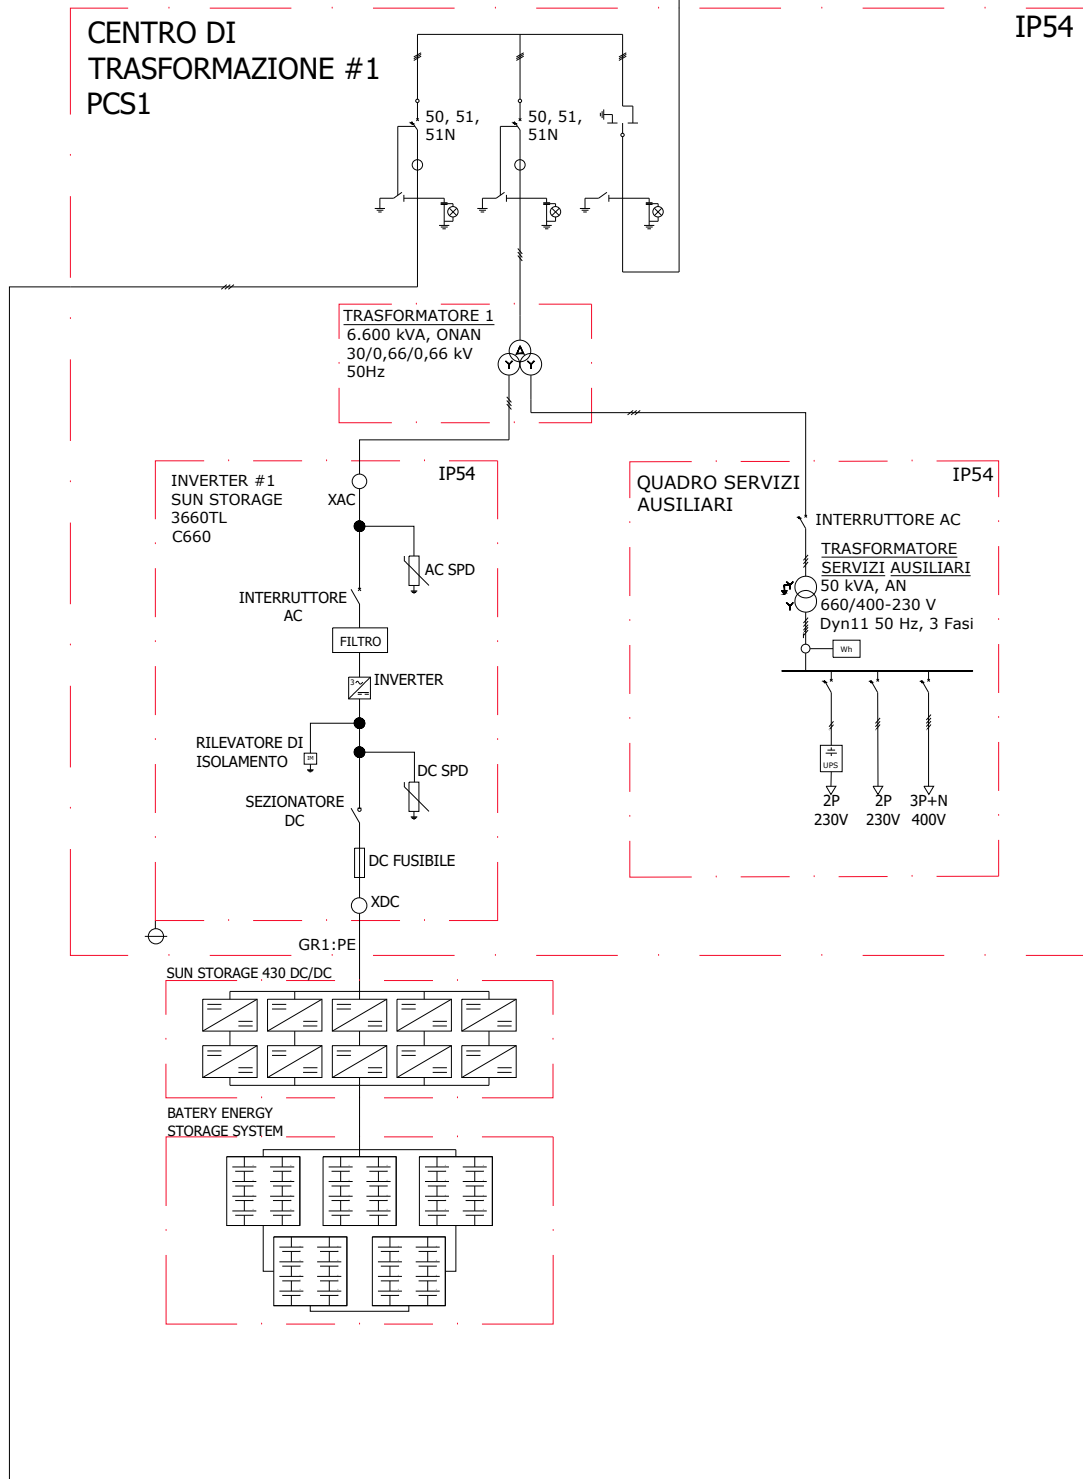 CENTRO DI
TRASFORMAZIONE #1
PCS1
IP54
50, 51,
51N
50, 51,
51N
TRASFORMATORE 1
6.600 kVA, ONAN
30/0,66/0,66 kV
50Hz
INVERTER #1
SUN STORAGE
3660TL
C660
IP54
XAC
AC SPD
INTERRUTTORE
AC
FILTRO
3
INVERTER
RILEVATORE DI
ISOLAMENTO
IM
DC SPD
SEZIONATORE
DC
DC FUSIBILE
XDC
GR1:PE
QUADRO SERVIZI
AUSILIARI
IP54
INTERRUTTORE AC
TRASFORMATORE
SERVIZI AUSILIARI
50 kVA, AN
660/400-230 V
Dyn11 50 Hz, 3 Fasi
Wh
UPS
2P
230V
2P
230V
3P+N
400V
SUN STORAGE 430 DC/DC
BATERY ENERGY
STORAGE SYSTEM